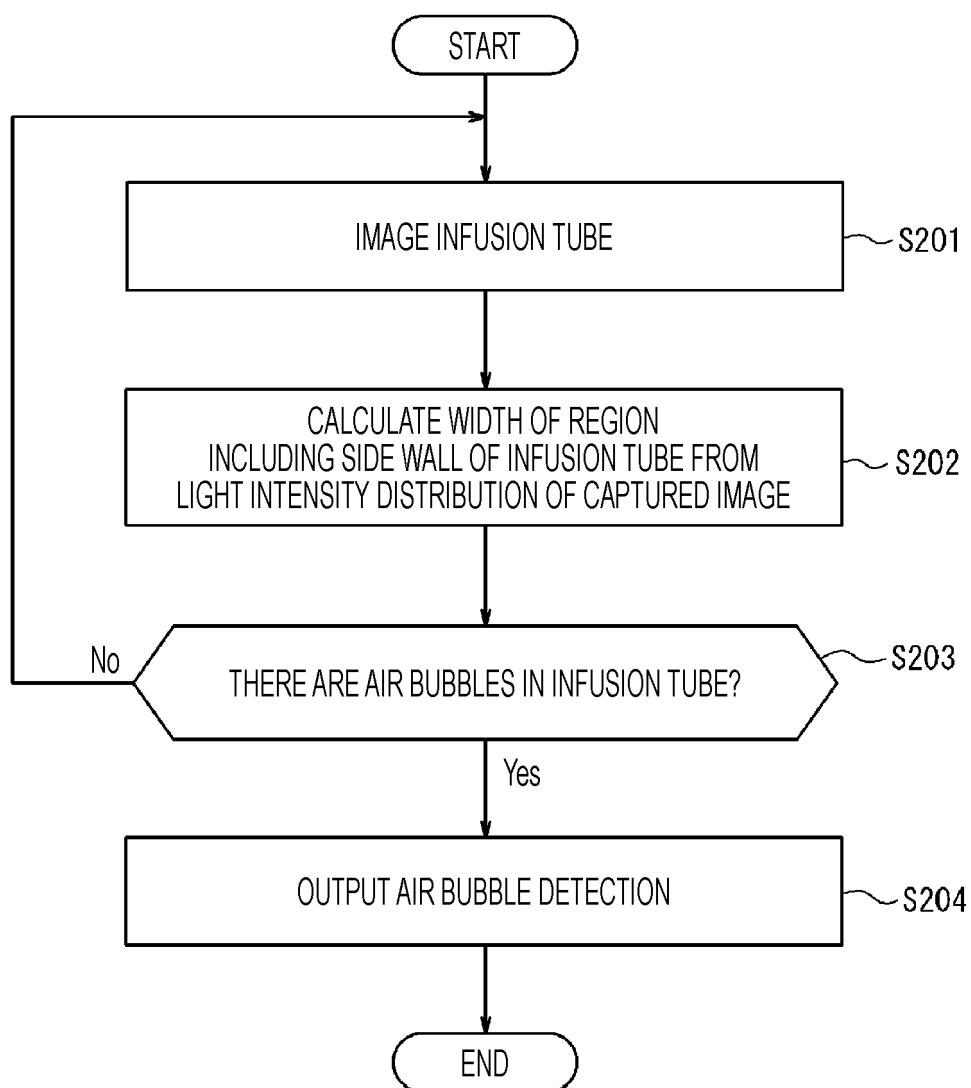 START
IMAGE INFUSION TUBE
S201
CALCULATE WIDTH OF REGION
INCLUDING SIDE WALL OF INFUSION TUBE FROM
LIGHT INTENSITY DISTRIBUTION OF CAPTURED IMAGE
S202
No
THERE ARE AIR BUBBLES IN INFUSION TUBE?
S203
Yes
OUTPUT AIR BUBBLE DETECTION
S204
END